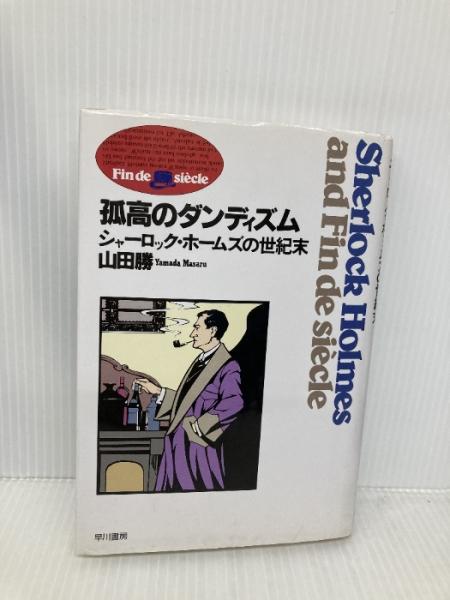 Fin de siècle
孤高のダンディズム
シャーロック・ホームズの世紀末
山田勝 Yamada Masaru
Sherlock Holmes
and Fin de siècle
早川書房